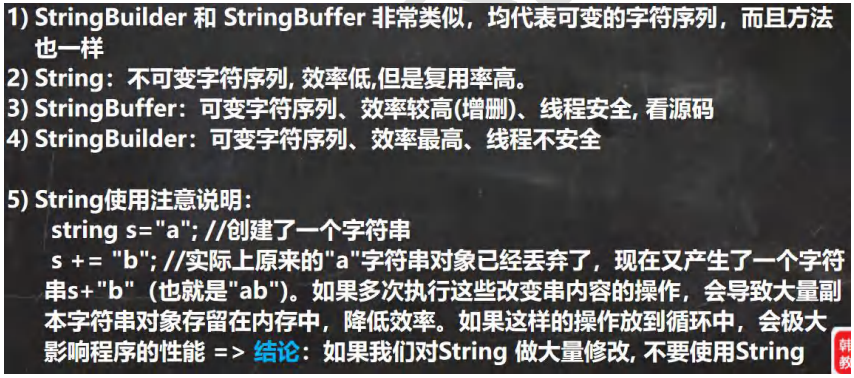 1) StringBuilder 和 StringBuffer 非常类似，均代表可变的字符序列，而且方法
也一样
2) String：不可变字符序列, 效率低,但是复用率高。
3) StringBuffer：可变字符序列、效率较高(增删)、线程安全, 看源码
4) StringBuilder：可变字符序列、效率最高、线程不安全
5) String使用注意说明：
string s="a"; //创建了一个字符串
s += "b"; //实际上原来的"a"字符串对象已经丢弃了，现在又产生了一个字符
串s+"b"（也就是"ab")。如果多次执行这些改变串内容的操作，会导致大量副
本字符串对象存留在内存中，降低效率。如果这样的操作放到循环中，会极大
影响程序的性能 => 结论：如果我们对String 做大量修改, 不要使用String
韩
教